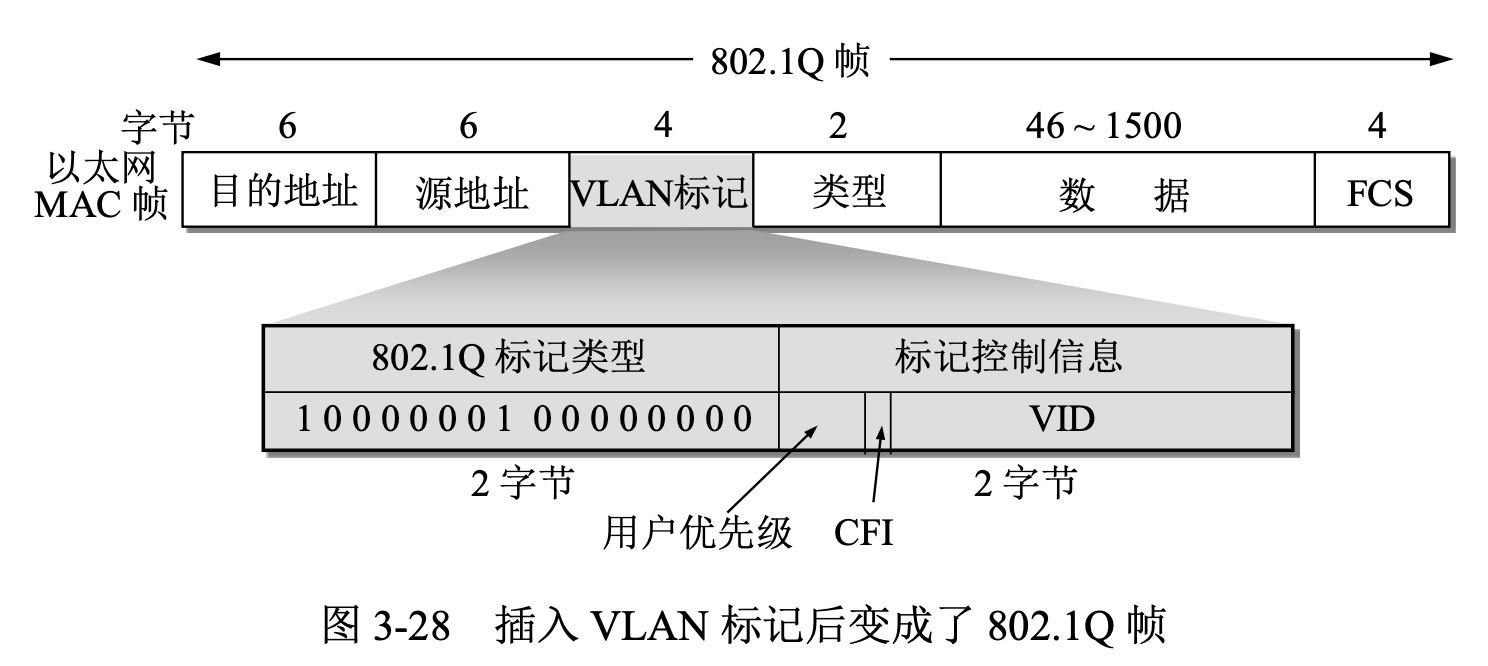 802.1Q 帧
字节 6 6 4 2 46 ~ 1500 4
以太网
MAC 帧 目的地址 源地址 VLAN标记 类型 数 据 FCS
802.1Q 标记类型 标记控制信息
1 0 0 0 0 0 0 1 0 0 0 0 0 0 0 0 VID
2 字节 2 字节
用户优先级 CFI
图 3-28 插入 VLAN 标记后变成了 802.1Q 帧